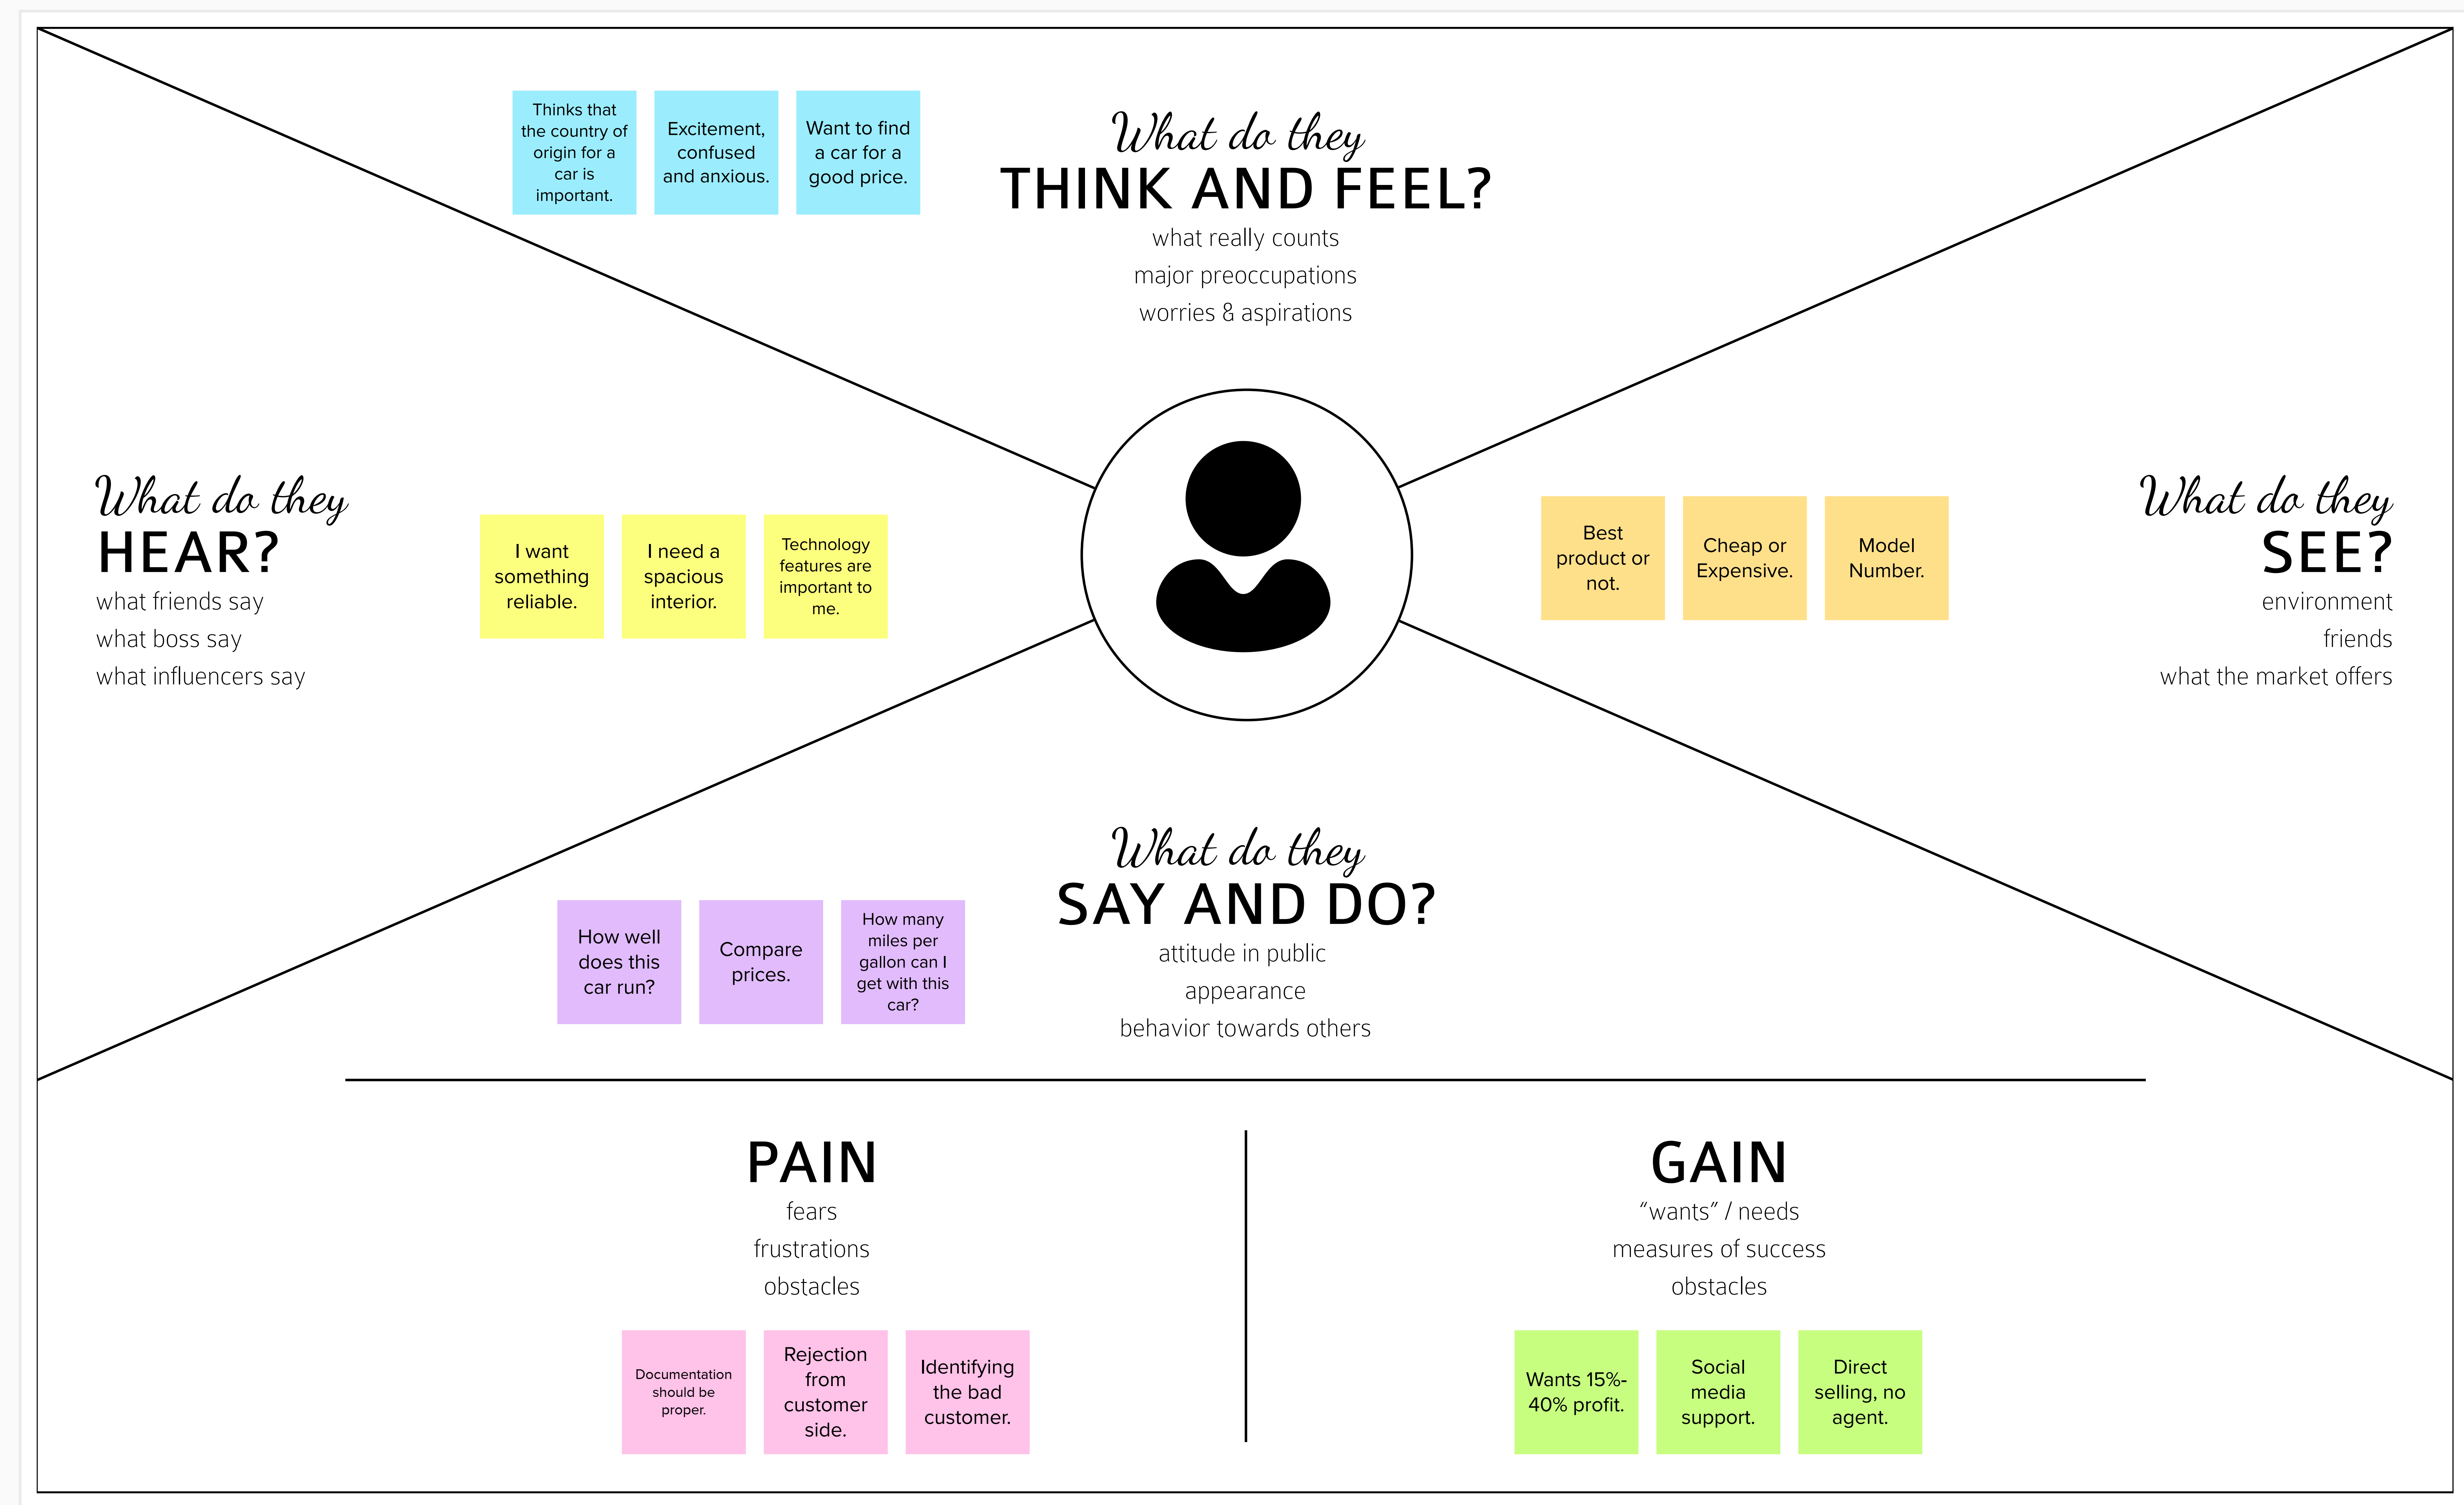 Thinks that
the country of
origin for a
car is
important.
Excitement,
confused
and anxious.
Want to find
a car for a
good price.
What do they
THINK AND FEEL?
what really counts
major preoccupations
worries & aspirations
What do they
HEAR?
what friends say
what boss say
what influencers say
I want
something
reliable.
I need a
spacious
interior.
Technology
features are
important to
me.
Best
product or
not.
Cheap or
Expensive.
Model
Number.
What do they
SEE?
environment
friends
what the market offers
What do they
SAY AND DO?
attitude in public
appearance
behavior towards others
How well
does this
car run?
Compare
prices.
How many
miles per
gallon can I
get with this
car?
PAIN
fears
frustrations
obstacles
Documentation
should be
proper.
Rejection
from
customer
side.
Identifying
the bad
customer.
GAIN
“wants” / needs
measures of success
obstacles
Wants 15%-
40% profit.
Social
media
support.
Direct
selling, no
agent.